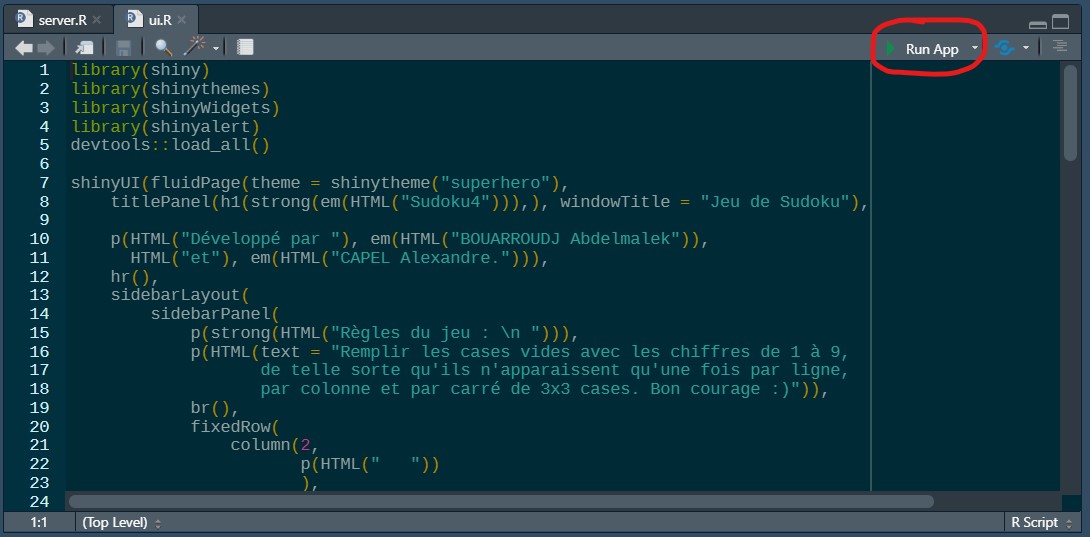 server.R ui.R
Run App
1 library(shiny)
2 library(shinythemes)
3 library(shinyWidgets)
4 library(shinyalert)
5 devtools::load_all()
6
7 shinyUI(fluidPage(theme = shinytheme("superhero"),
8     titlePanel(h1(strong(em(HTML("Sudoku4"))),), windowTitle = "Jeu de Sudoku"),
9
10     p(HTML("Développé par "), em(HTML("BOUARROUDJ Abdelmalek")),
11       HTML("et"), em(HTML("CAPEL Alexandre."))),
12     hr(),
13     sidebarLayout(
14         sidebarPanel(
15             p(strong(HTML("Règles du jeu : \n "))),
16             p(HTML(text = "Remplir les cases vides avec les chiffres de 1 à 9,
17                    de telle sorte qu'ils n'apparaissent qu'une fois par ligne,
18                    par colonne et par carré de 3x3 cases. Bon courage :)")),
19             br(),
20             fixedRow(
21                 column(2,
22                        p(HTML("   "))
23                        ),
24
1:1 (Top Level) R Script